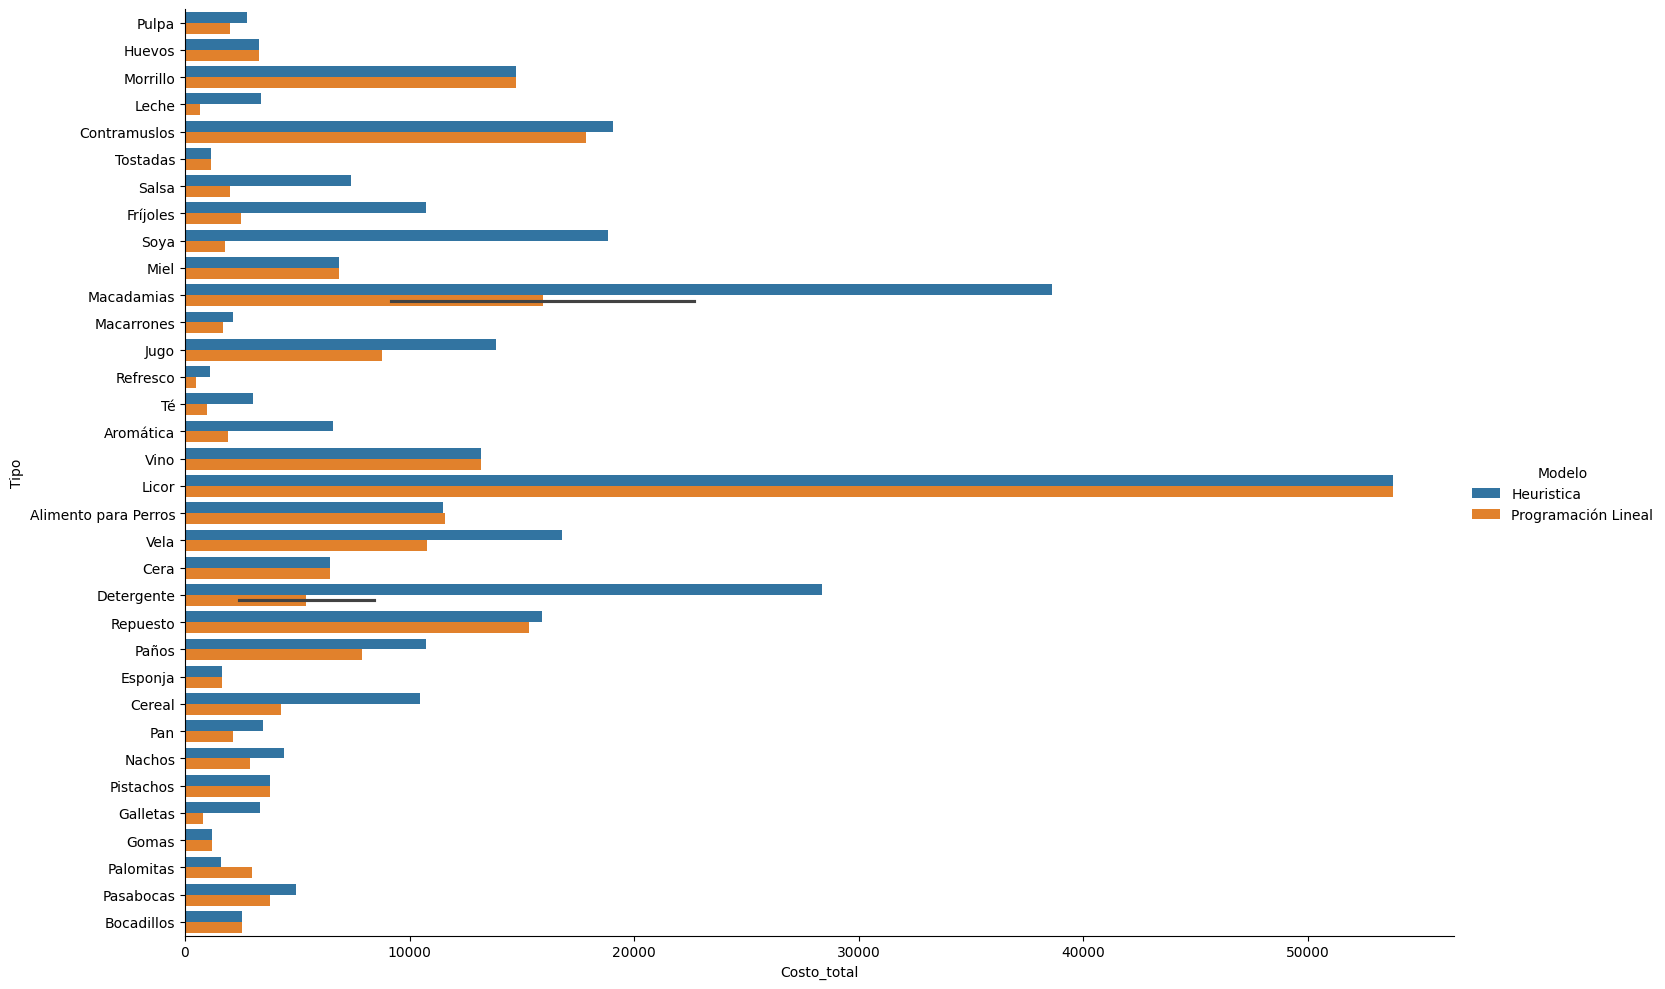 Pulpa
Huevos
Morrillo
Leche
Contramuslos
Tostadas
Salsa
Fríjoles
Soya
Miel
Macadamias
Macarrones
Jugo
Refresco
Té
Aromática
Vino
Licor
Alimento para Perros
Vela
Cera
Detergente
Repuesto
Paños
Esponja
Cereal
Pan
Nachos
Pistachos
Galletas
Gomas
Palomitas
Pasabocas
Bocadillos
Tipo
0 10000 20000 30000 40000 50000
Costo_total
Modelo
Heuristica
Programación Lineal